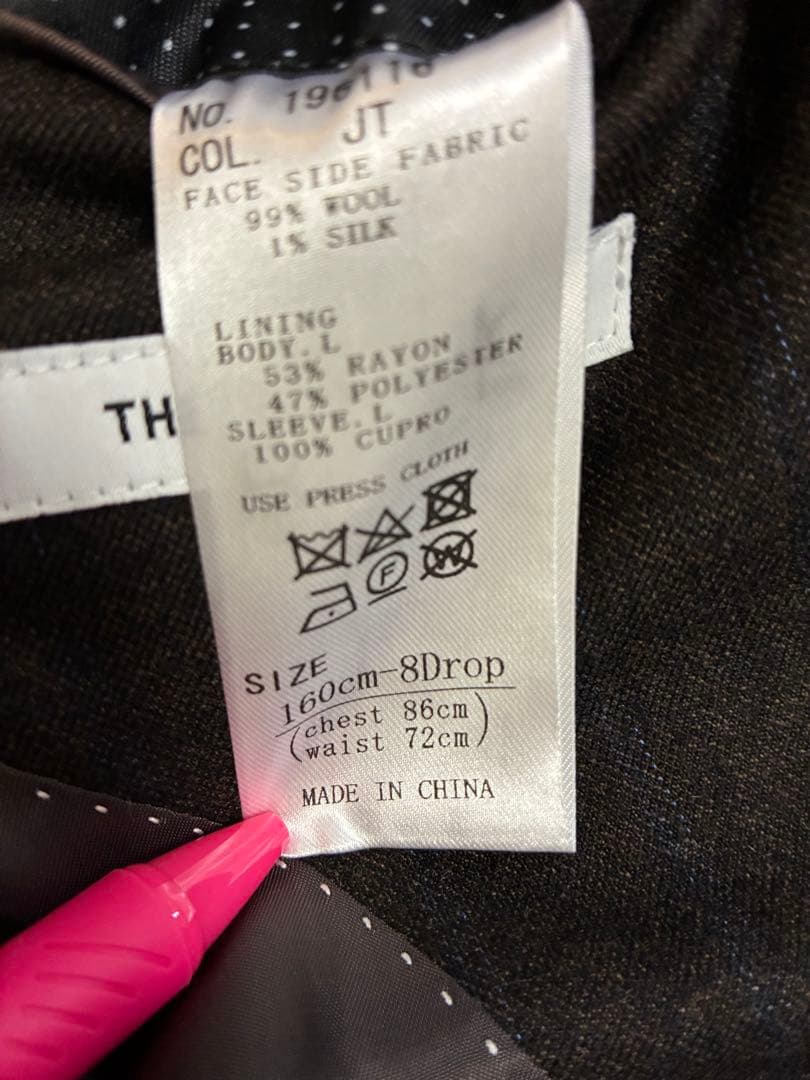 No. 196116
COL. JT
FACE SIDE FABRIC
99% WOOL
1% SILK
LINING
BODY.L
53% RAYON
47% POLYESTER
SLEEVE.L
100% CUPRO
TH
USE PRESS CLOTH
F
W
SIZE
160cm-8Drop
(chest 86cm
waist 72cm)
MADE IN CHINA